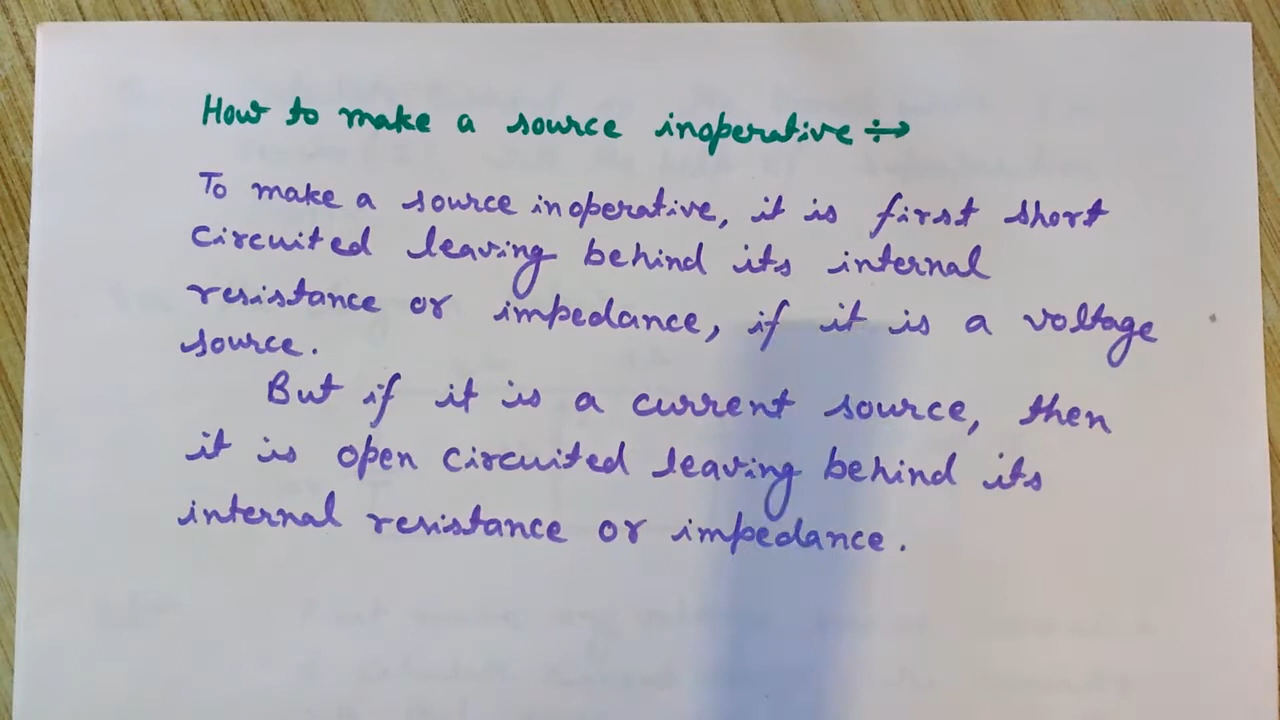 How to make a source inoperative ÷→
To make a source inoperative, it is first short
circuited leaving behind its internal
resistance or impedance, if it is a voltage
source.
But if it is a current source, then
it is open circuited leaving behind its
internal resistance or impedance.